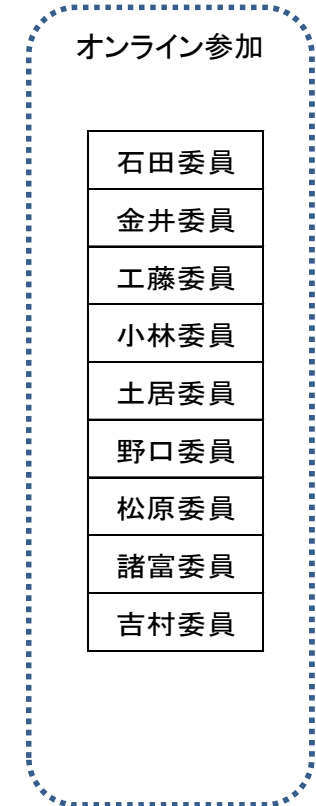 オンライン参加
石田委員
金井委員
工藤委員
小林委員
土居委員
野口委員
松原委員
諸富委員
吉村委員